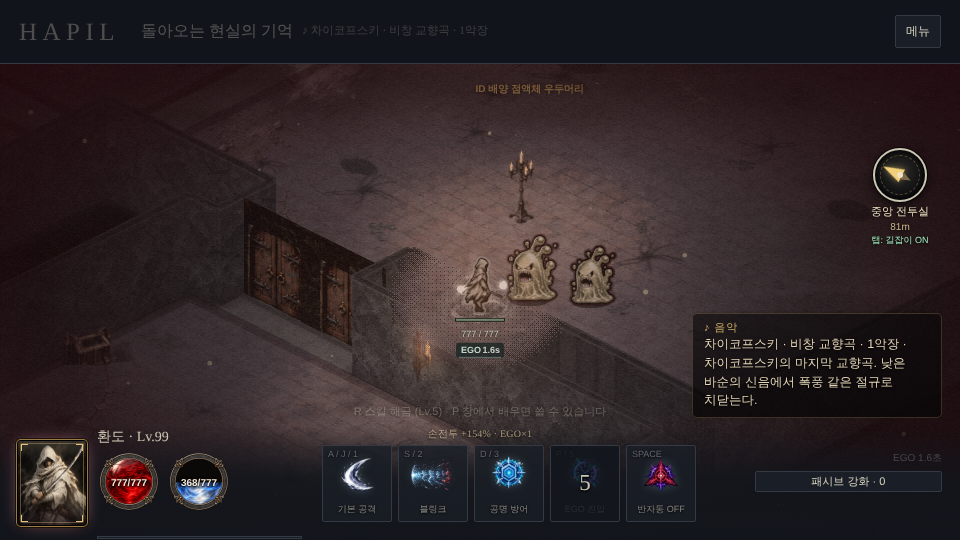 HAPIL
돌아오는 현실의 기억 ♪ 차이코프스키 · 비창 교향곡 · 1악장
메뉴
ID 배양 점액체 우두머리
중앙 전투실
81m
탭: 길잡이 ON
777 / 777
EGO 1.6s
♪ 음악
차이코프스키 · 비창 교향곡 · 1악장 ·
차이코프스키의 마지막 교향곡. 낮은
바순의 신음에서 폭풍 같은 절규로
치닫는다.
R 스킬 해금 (Lv.5) · P 창에서 배우면 쓸 수 있습니다
손전투 +154% · EGO×1
환도 · Lv.99
777/777
368/777
A / J / 1
기본 공격
S / 2
블링크
D / 3
공명 방어
5
EGO 진입
SPACE
반자동 OFF
EGO 1.6초
패시브 강화 · 0